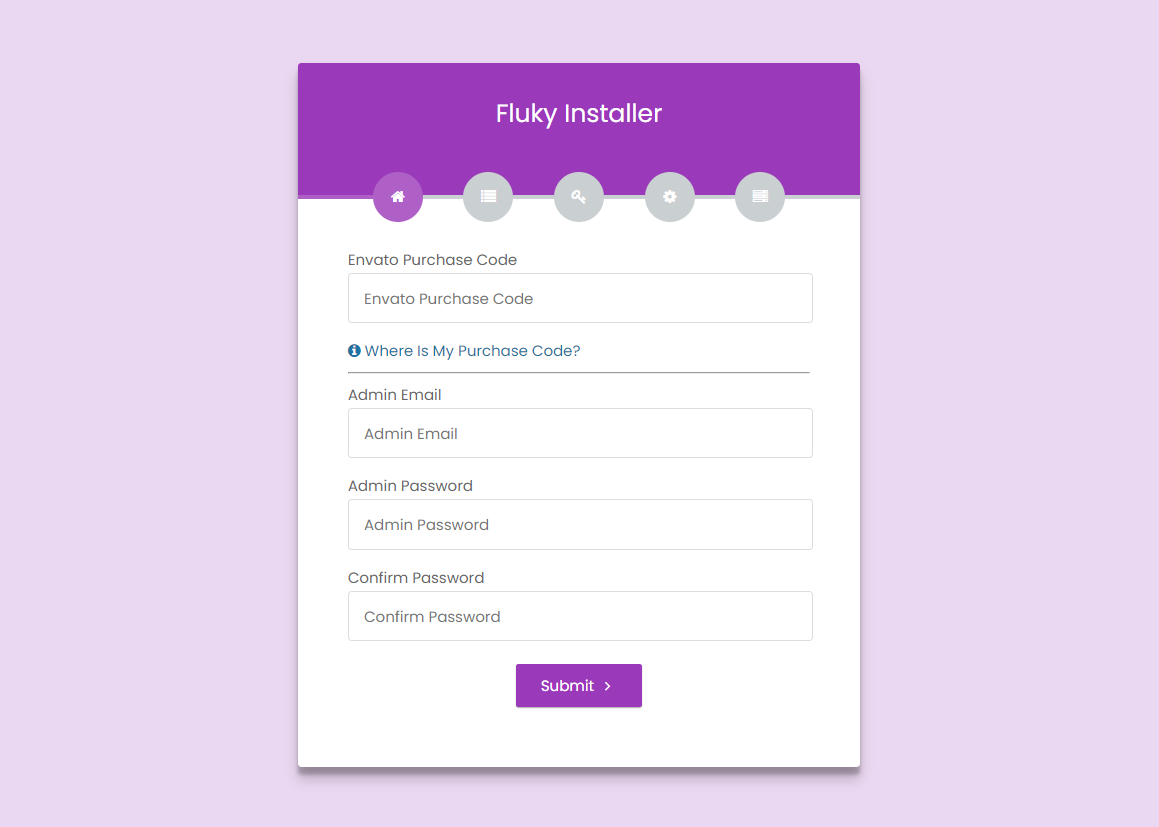 Fluky Installer
Envato Purchase Code
Envato Purchase Code
Where Is My Purchase Code?
Admin Email
Admin Email
Admin Password
Admin Password
Confirm Password
Confirm Password
Submit